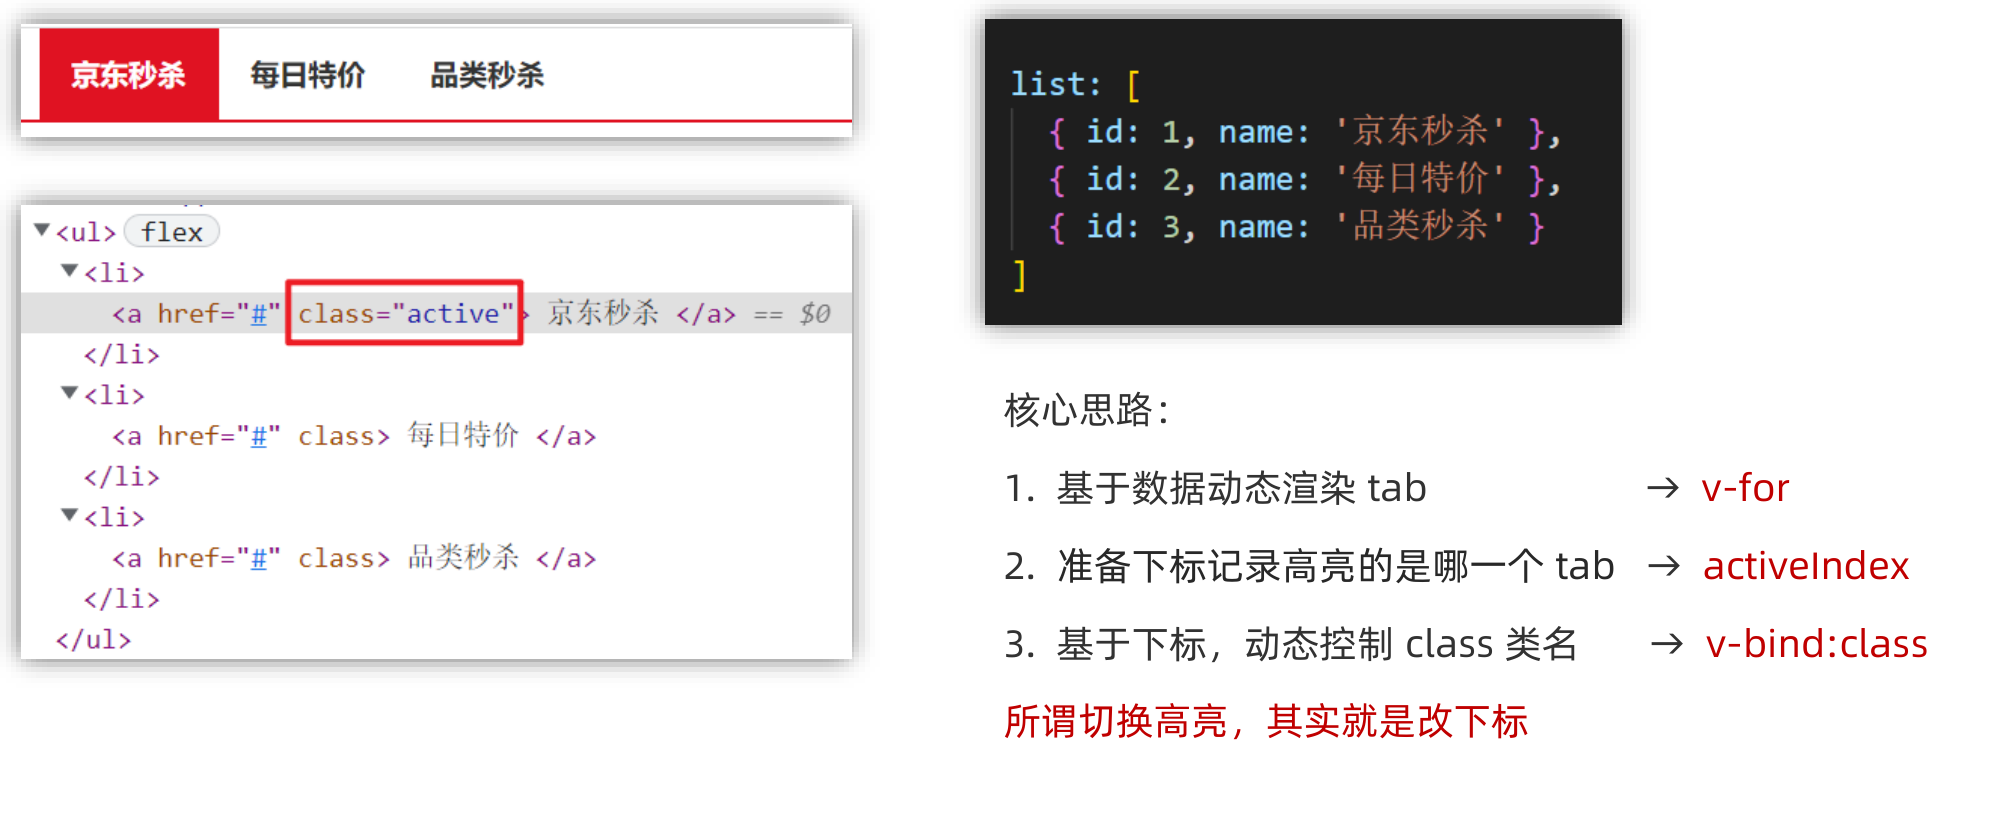 京东秒杀 每日特价 品类秒杀
<ul> flex
<li>
<a href="#" class="active"> 京东秒杀 </a> == $0
</li>
<li>
<a href="#" class> 每日特价 </a>
</li>
<li>
<a href="#" class> 品类秒杀 </a>
</li>
</ul>
list: [
{ id: 1, name: '京东秒杀' },
{ id: 2, name: '每日特价' },
{ id: 3, name: '品类秒杀' }
]
核心思路：
1. 基于数据动态渲染 tab → v-for
2. 准备下标记录高亮的是哪一个 tab → activeIndex
3. 基于下标，动态控制 class 类名 → v-bind:class
所谓切换高亮，其实就是改下标